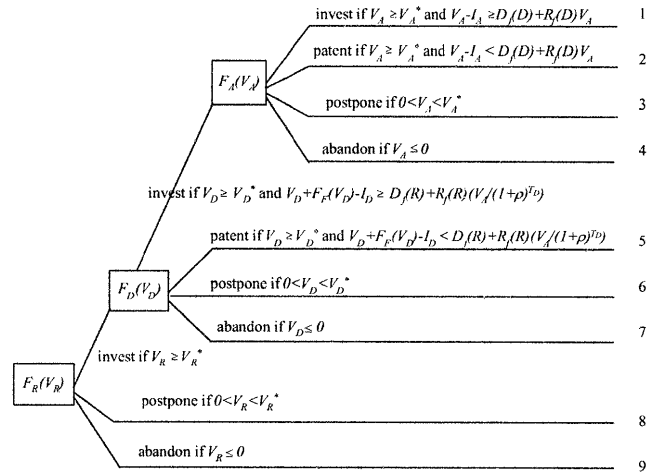 invest if V_A ≥ V_A* and V_A-I_A ≥ D_f(D)+R_f(D)V_A 1
patent if V_A ≥ V_A° and V_A-I_A < D_f(D)+R_f(D)V_A 2
F_A(V_A)
postpone if 0<V_A<V_A* 3
abandon if V_A ≤ 0 4
invest if V_D ≥ V_D* and V_D+F_F(V_D)-I_D ≥ D_f(R)+R_f(R)(V_A/(1+ρ)^T_D)
patent if V_D ≥ V_D° and V_D+F_F(V_D)-I_D < D_f(R)+R_f(R)(V_A/(1+ρ)^T_D) 5
F_D(V_D)
postpone if 0<V_D<V_D* 6
abandon if V_D ≤ 0 7
invest if V_R ≥ V_R*
F_R(V_R)
postpone if 0<V_R<V_R* 8
abandon if V_R ≤ 0 9